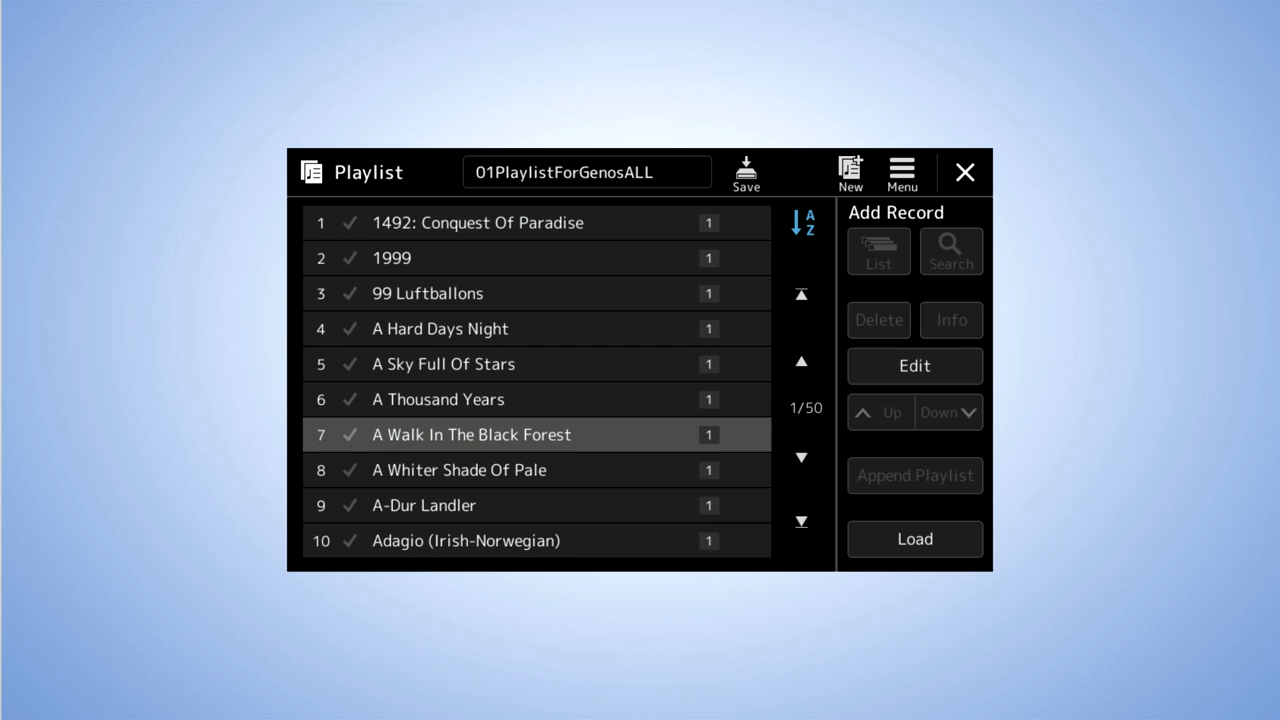 Playlist
01PlaylistForGenosALL
Save
New
Menu
1 1492: Conquest Of Paradise 1
2 1999 1
3 99 Luftballons 1
4 A Hard Days Night 1
5 A Sky Full Of Stars 1
6 A Thousand Years 1
7 A Walk In The Black Forest 1
8 A Whiter Shade Of Pale 1
9 A-Dur Landler 1
10 Adagio (Irish-Norwegian) 1
A
Z
1/50
Add Record
List
Search
Delete
Info
Edit
Up
Down
Append Playlist
Load